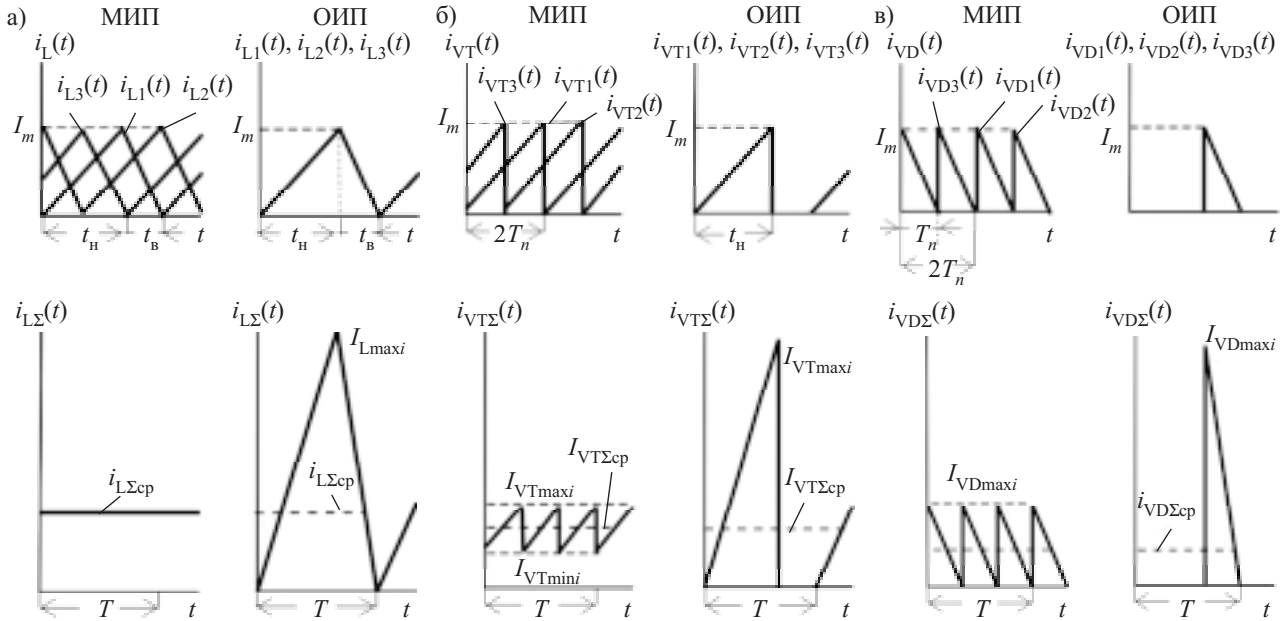 а) МИП ОИП б) МИП ОИП в) МИП ОИП
i_L(t) i_L1(t), i_L2(t), i_L3(t) i_VT(t) i_VT1(t), i_VT2(t), i_VT3(t) i_VD(t) i_VD1(t), i_VD2(t), i_VD3(t)
i_L3(t) i_L1(t) i_L2(t) i_VT3(t) i_VT1(t) i_VT2(t) i_VD3(t) i_VD1(t) i_VD2(t)
I_m I_m I_m I_m I_m I_m
t_н t_в t t_н t_в t 2T_n t t_н t T_n t t
2T_n
i_LΣ(t) i_LΣ(t) i_VTΣ(t) i_VTΣ(t) i_VDΣ(t) i_VDΣ(t)
I_Lmaxi I_VTmaxi I_VDmaxi
i_LΣср i_LΣср I_VTΣср I_VTmaxi I_VTΣср I_VDmaxi i_VDΣср
I_VTmini
T t T t T t T t T t T t